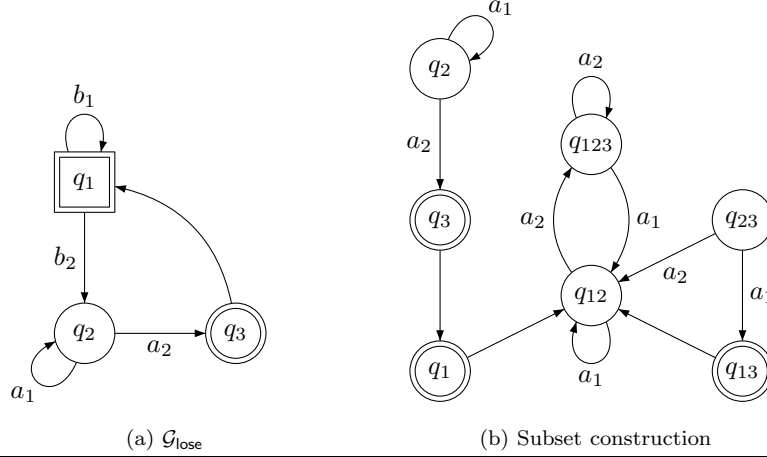 b₁
q₁
b₂
q₂
a₂
q₃
a₁
(a) 𝒢lose
a₁
q₂
a₂
q₃
q₁
a₂
q₁₂₃
a₂
a₁
q₁₂
a₁
q₂₃
a₂
a₁
q₁₃
(b) Subset construction